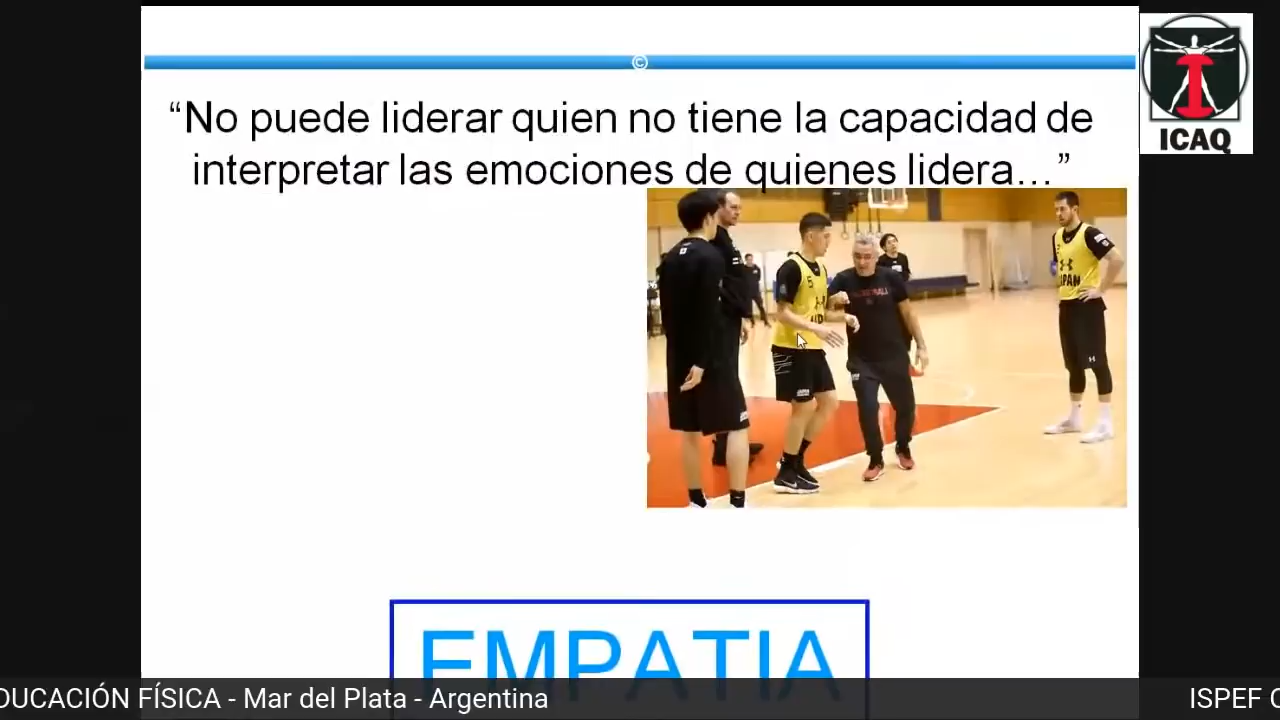 ©
“No puede liderar quien no tiene la capacidad de
interpretar las emociones de quienes lidera...”
ICAQ
JAPAN
EMPATIA
DUCACIÓN FÍSICA - Mar del Plata - Argentina
ISPEF